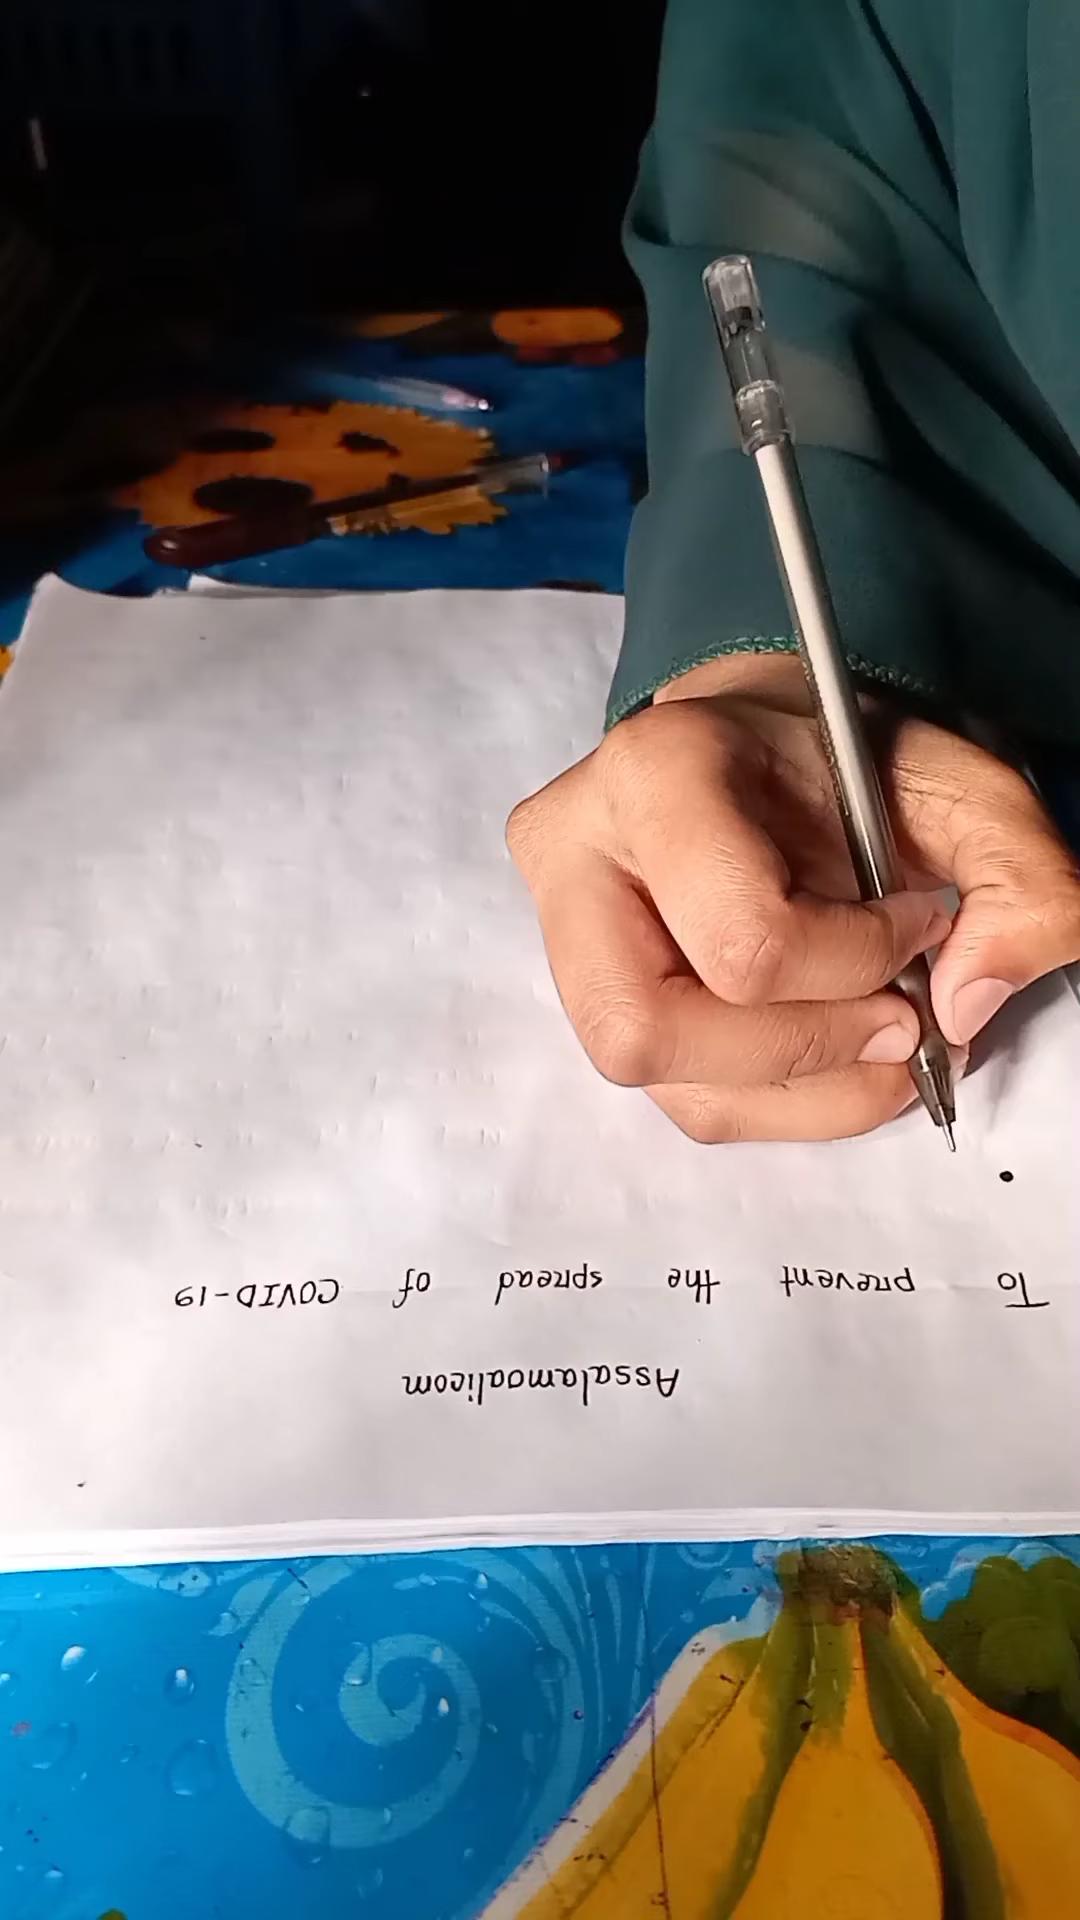 Assalamoalicom
To prevent the spread of COVID-19
•